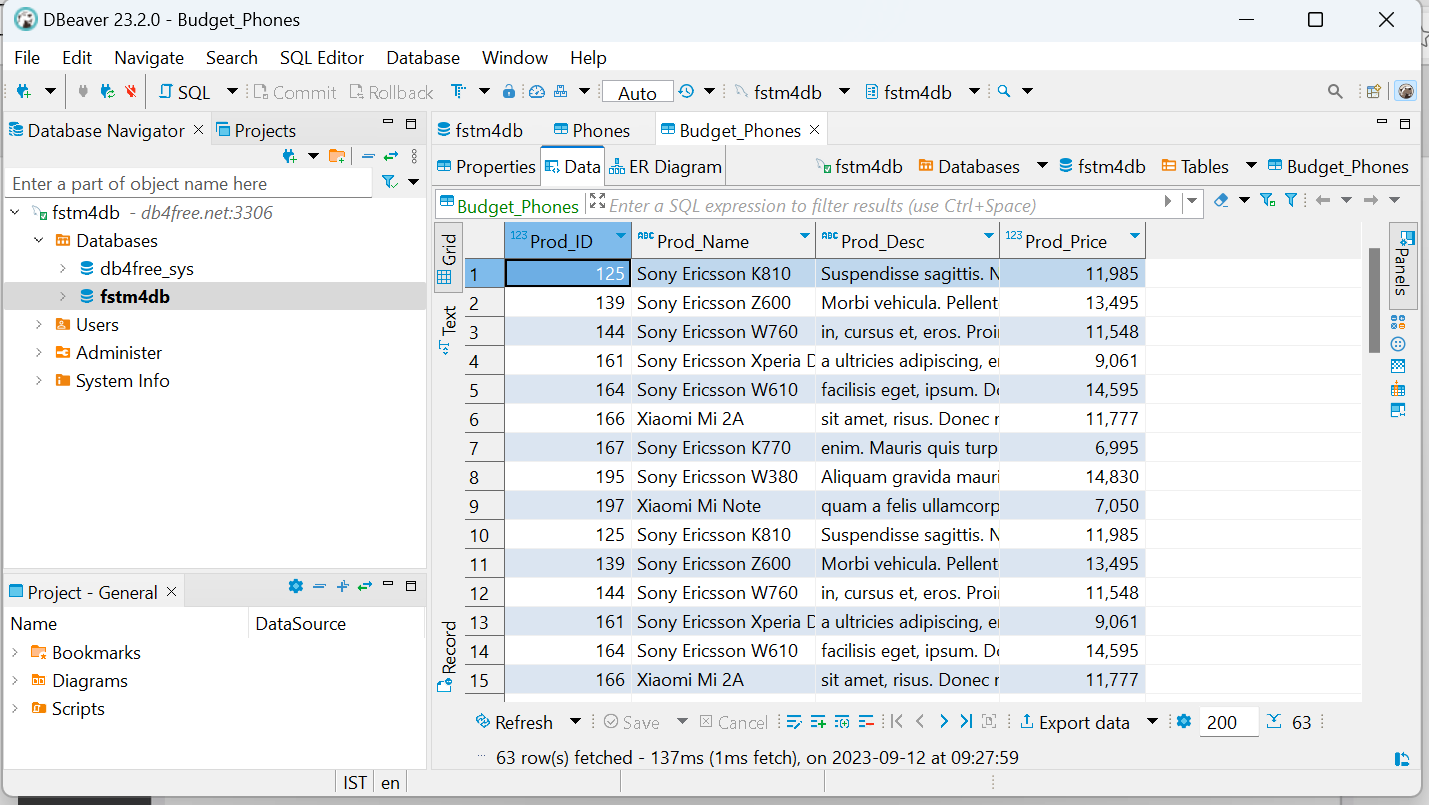 DBeaver 23.2.0 - Budget_Phones
File Edit Navigate Search SQL Editor Database Window Help
SQL Commit Rollback Auto fstm4db fstm4db
Database Navigator Projects
Enter a part of object name here
fstm4db - db4free.net:3306
Databases
db4free_sys
fstm4db
Users
Administer
System Info
Project - General
Name DataSource
Bookmarks
Diagrams
Scripts
fstm4db Phones Budget_Phones
Properties Data ER Diagram fstm4db Databases fstm4db Tables Budget_Phones
Budget_Phones Enter a SQL expression to filter results (use Ctrl+Space)
Grid
Text
Record
123 Prod_ID ABC Prod_Name ABC Prod_Desc 123 Prod_Price
1 125 Sony Ericsson K810 Suspendisse sagittis. N 11,985
2 139 Sony Ericsson Z600 Morbi vehicula. Pellent 13,495
3 144 Sony Ericsson W760 in, cursus et, eros. Proi 11,548
4 161 Sony Ericsson Xperia D a ultricies adipiscing, e 9,061
5 164 Sony Ericsson W610 facilisis eget, ipsum. Do 14,595
6 166 Xiaomi Mi 2A sit amet, risus. Donec r 11,777
7 167 Sony Ericsson K770 enim. Mauris quis turp 6,995
8 195 Sony Ericsson W380 Aliquam gravida mauri 14,830
9 197 Xiaomi Mi Note quam a felis ullamcorp 7,050
10 125 Sony Ericsson K810 Suspendisse sagittis. N 11,985
11 139 Sony Ericsson Z600 Morbi vehicula. Pellent 13,495
12 144 Sony Ericsson W760 in, cursus et, eros. Proi 11,548
13 161 Sony Ericsson Xperia D a ultricies adipiscing, e 9,061
14 164 Sony Ericsson W610 facilisis eget, ipsum. Do 14,595
15 166 Xiaomi Mi 2A sit amet, risus. Donec r 11,777
Panels
Refresh Save Cancel Export data 200 63
63 row(s) fetched - 137ms (1ms fetch), on 2023-09-12 at 09:27:59
IST en